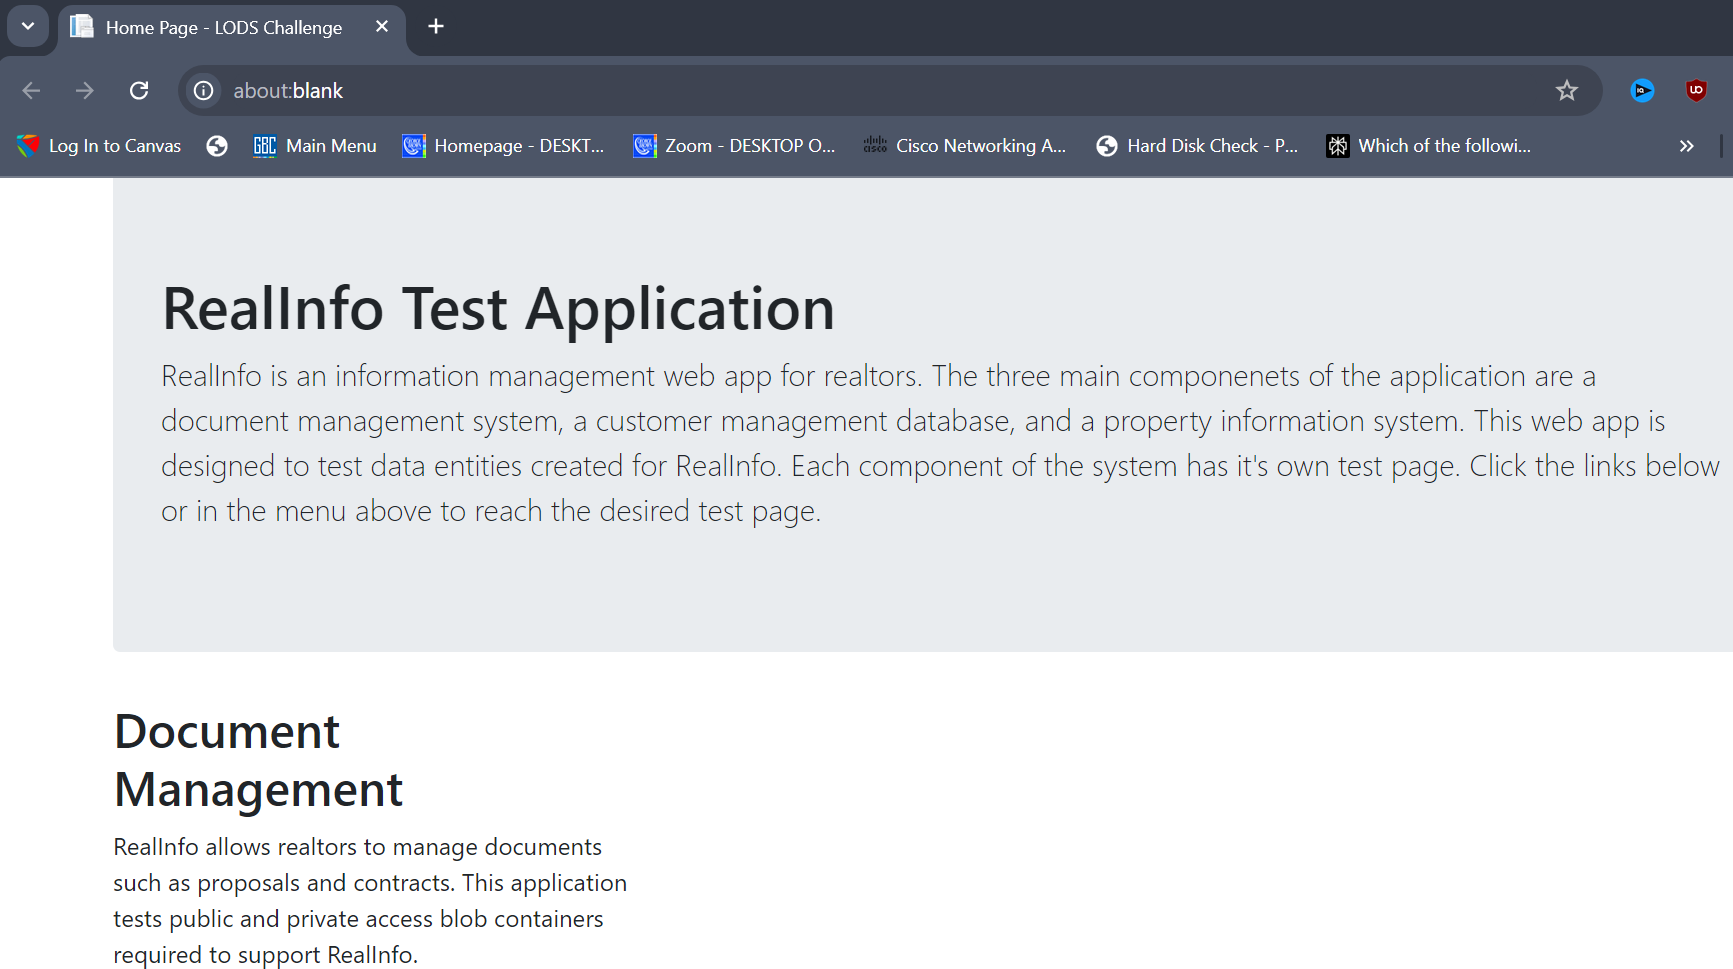 Home Page - LODS Challenge
about:blank
Log In to Canvas GBC Main Menu Homepage - DESKT... Zoom - DESKTOP O... CISCO Cisco Networking A... Hard Disk Check - P... Which of the followi...
RealInfo Test Application
RealInfo is an information management web app for realtors. The three main componenets of the application are a
document management system, a customer management database, and a property information system. This web app is
designed to test data entities created for RealInfo. Each component of the system has it's own test page. Click the links below
or in the menu above to reach the desired test page.
Document
Management
RealInfo allows realtors to manage documents
such as proposals and contracts. This application
tests public and private access blob containers
required to support RealInfo.